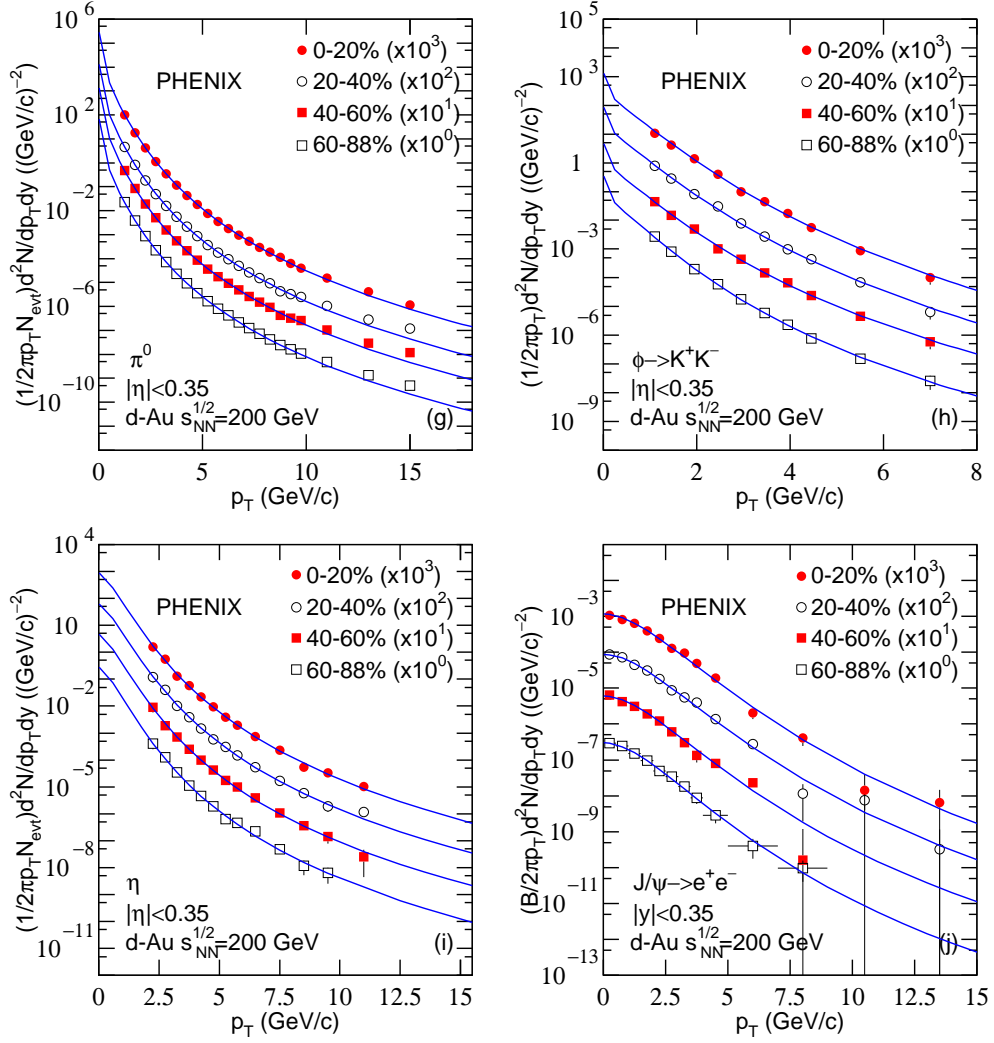 10^6
10^2
10^-2
10^-6
10^-10
(1/2πp_T N_evt)d^2N/dp_Tdy ((GeV/c)^-2)
PHENIX
0-20% (x10^3)
20-40% (x10^2)
40-60% (x10^1)
60-88% (x10^0)
π^0
|η|<0.35
d-Au s_NN^1/2=200 GeV
(g)
0 5 10 15
p_T (GeV/c)
10^5
10^3
1
10^-3
10^-6
10^-9
(1/2πp_T)d^2N/dp_Tdy ((GeV/c)^-2)
PHENIX
0-20% (x10^3)
20-40% (x10^2)
40-60% (x10^1)
60-88% (x10^0)
ϕ->K^+K^-
|η|<0.35
d-Au s_NN^1/2=200 GeV
(h)
0 2 4 6 8
p_T (GeV/c)
10^4
10
10^-2
10^-5
10^-8
10^-11
(1/2πp_T N_evt)d^2N/dp_Tdy ((GeV/c)^-2)
PHENIX
0-20% (x10^3)
20-40% (x10^2)
40-60% (x10^1)
60-88% (x10^0)
η
|η|<0.35
d-Au s_NN^1/2=200 GeV
(i)
0 2.5 5 7.5 10 12.5 15
p_T (GeV/c)
10^-3
10^-5
10^-7
10^-9
10^-11
10^-13
(B/2πp_T)d^2N/dp_Tdy ((GeV/c)^-2)
PHENIX
0-20% (x10^3)
20-40% (x10^2)
40-60% (x10^1)
60-88% (x10^0)
J/ψ->e^+e^-
|y|<0.35
d-Au s_NN^1/2=200 GeV
(j)
0 2.5 5 7.5 10 12.5 15
p_T (GeV/c)